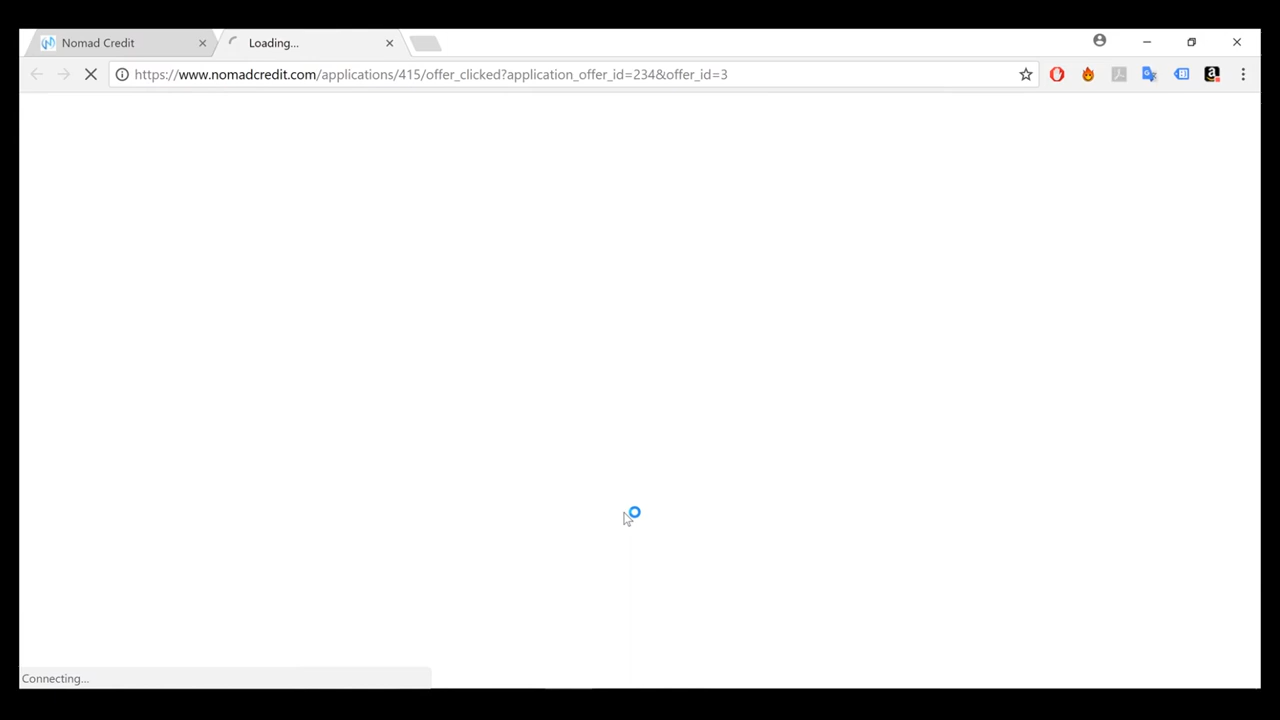 Nomad Credit
Loading...
https://www.nomadcredit.com/applications/415/offer_clicked?application_offer_id=234&offer_id=3
Connecting...